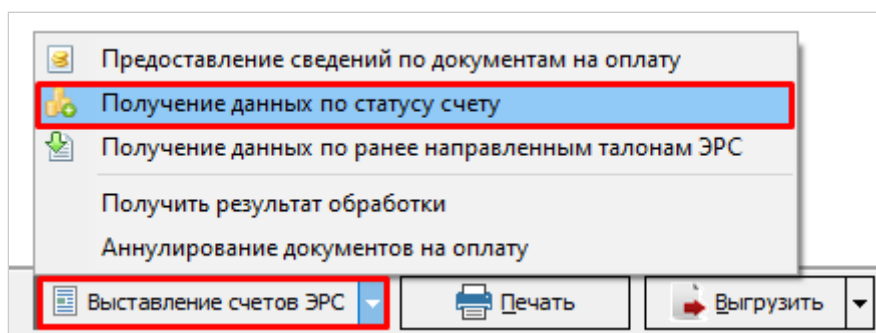 Предоставление сведений по документам на оплату
Получение данных по статусу счету
Получение данных по ранее направленным талонам ЭРС
Получить результат обработки
Аннулирование документов на оплату
Выставление счетов ЭРС Печать Выгрузить